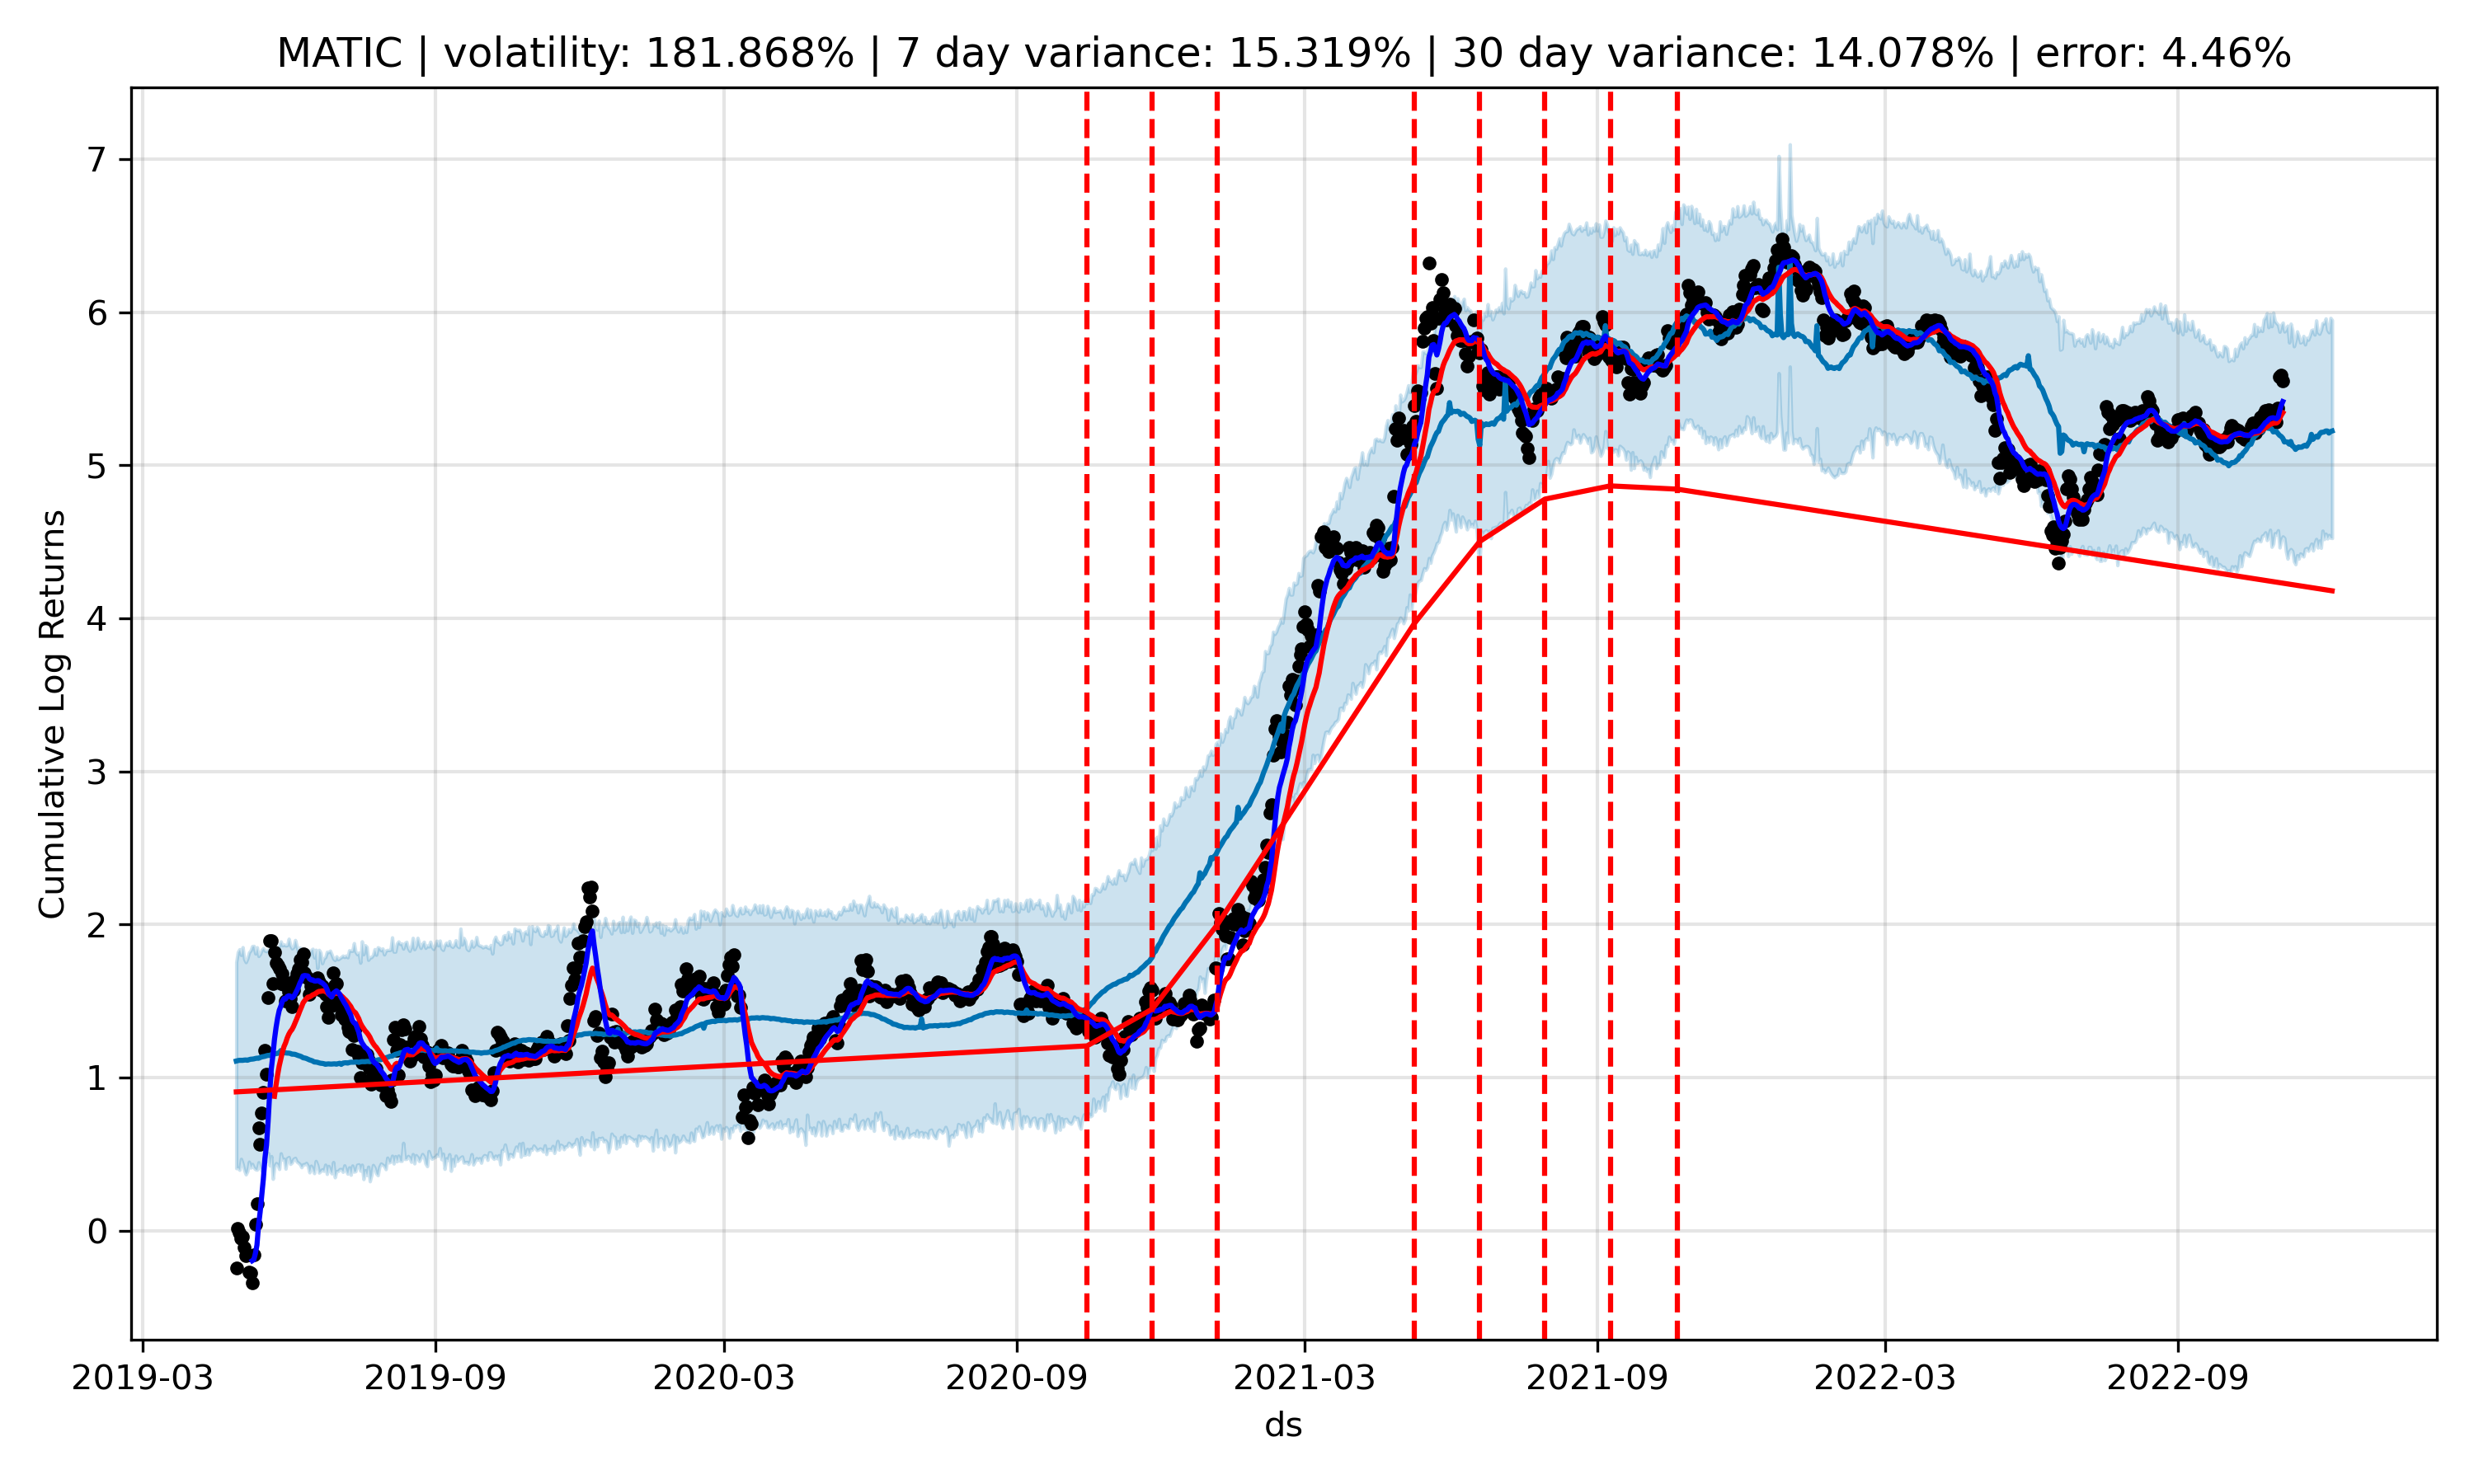 MATIC | volatility: 181.868% | 7 day variance: 15.319% | 30 day variance: 14.078% | error: 4.46%
7
6
5
4
3
2
1
0
Cumulative Log Returns
2019-03 2019-09 2020-03 2020-09 2021-03 2021-09 2022-03 2022-09
ds